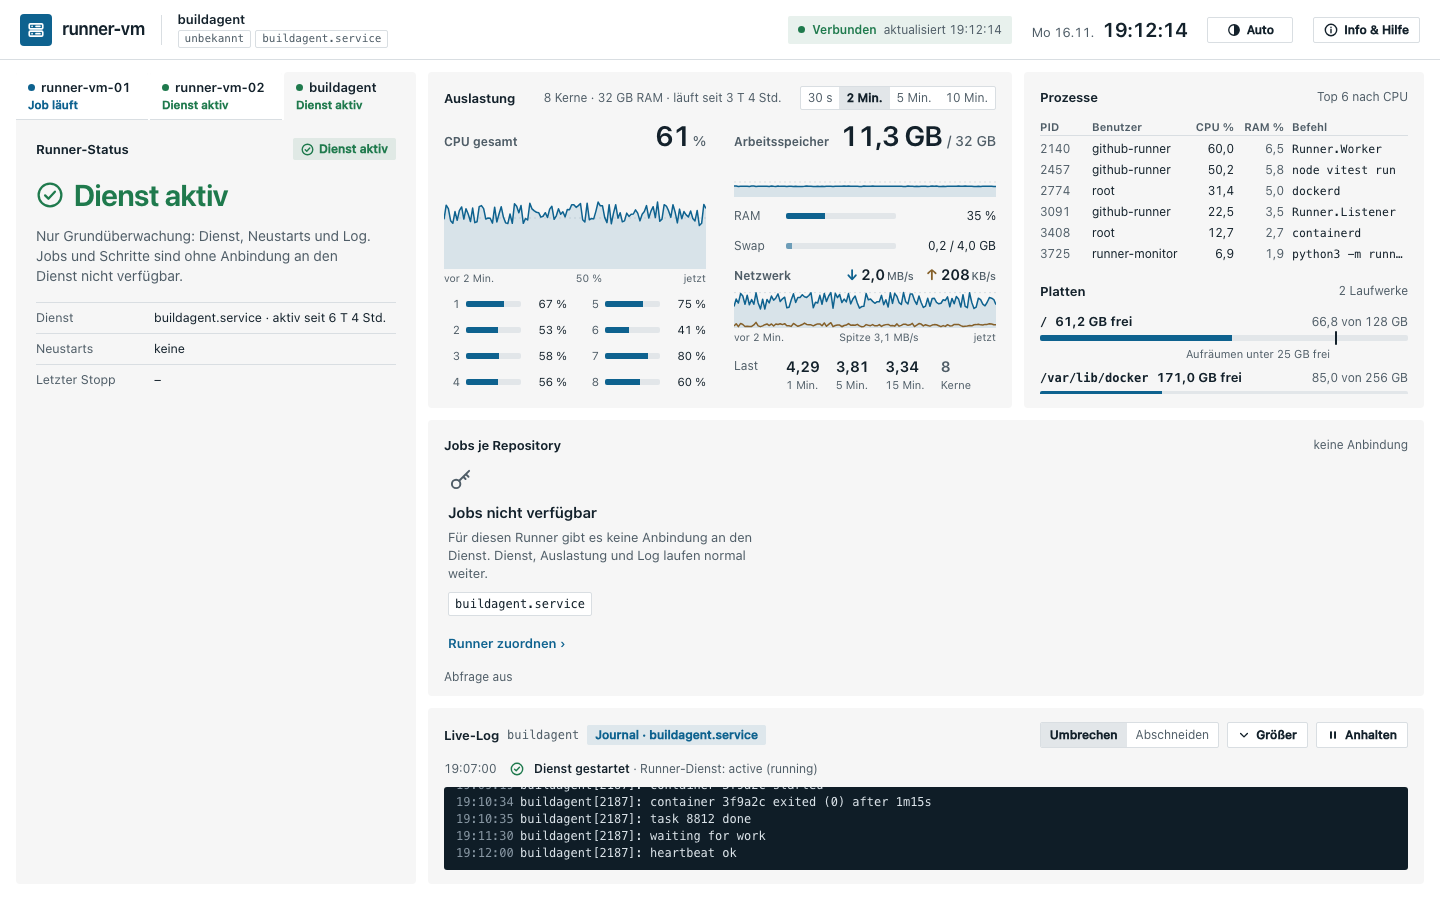 runner-vm
buildagent
unbekannt buildagent.service
Verbunden aktualisiert 19:12:14
Mo 16.11. 19:12:14
Auto
Info & Hilfe
runner-vm-01
Job läuft
runner-vm-02
Dienst aktiv
buildagent
Dienst aktiv
Runner-Status
Dienst aktiv
Dienst aktiv
Nur Grundüberwachung: Dienst, Neustarts und Log.
Jobs und Schritte sind ohne Anbindung an den
Dienst nicht verfügbar.
Dienst buildagent.service · aktiv seit 6 T 4 Std.
Neustarts keine
Letzter Stopp –
Auslastung 8 Kerne · 32 GB RAM · läuft seit 3 T 4 Std.
30 s 2 Min. 5 Min. 10 Min.
CPU gesamt 61 %
vor 2 Min. 50 % jetzt
1 67 % 5 75 %
2 53 % 6 41 %
3 58 % 7 80 %
4 56 % 8 60 %
Arbeitsspeicher 11,3 GB / 32 GB
RAM 35 %
Swap 0,2 / 4,0 GB
Netzwerk 2,0 MB/s 208 KB/s
vor 2 Min. Spitze 3,1 MB/s jetzt
Last 4,29 3,81 3,34 8
1 Min. 5 Min. 15 Min. Kerne
Prozesse Top 6 nach CPU
PID Benutzer CPU % RAM % Befehl
2140 github-runner 60,0 6,5 Runner.Worker
2457 github-runner 50,2 5,8 node vitest run
2774 root 31,4 5,0 dockerd
3091 github-runner 22,5 3,5 Runner.Listener
3408 root 12,7 2,7 containerd
3725 runner-monitor 6,9 1,9 python3 -m runn…
Platten 2 Laufwerke
/ 61,2 GB frei 66,8 von 128 GB
Aufräumen unter 25 GB frei
/var/lib/docker 171,0 GB frei 85,0 von 256 GB
Jobs je Repository keine Anbindung
Jobs nicht verfügbar
Für diesen Runner gibt es keine Anbindung an den
Dienst. Dienst, Auslastung und Log laufen normal
weiter.
buildagent.service
Runner zuordnen ›
Abfrage aus
Live-Log buildagent Journal · buildagent.service
Umbrechen Abschneiden Größer Anhalten
19:07:00 Dienst gestartet · Runner-Dienst: active (running)
19:10:34 buildagent[2187]: container 3f9a2c exited (0) after 1m15s
19:10:35 buildagent[2187]: task 8812 done
19:11:30 buildagent[2187]: waiting for work
19:12:00 buildagent[2187]: heartbeat ok